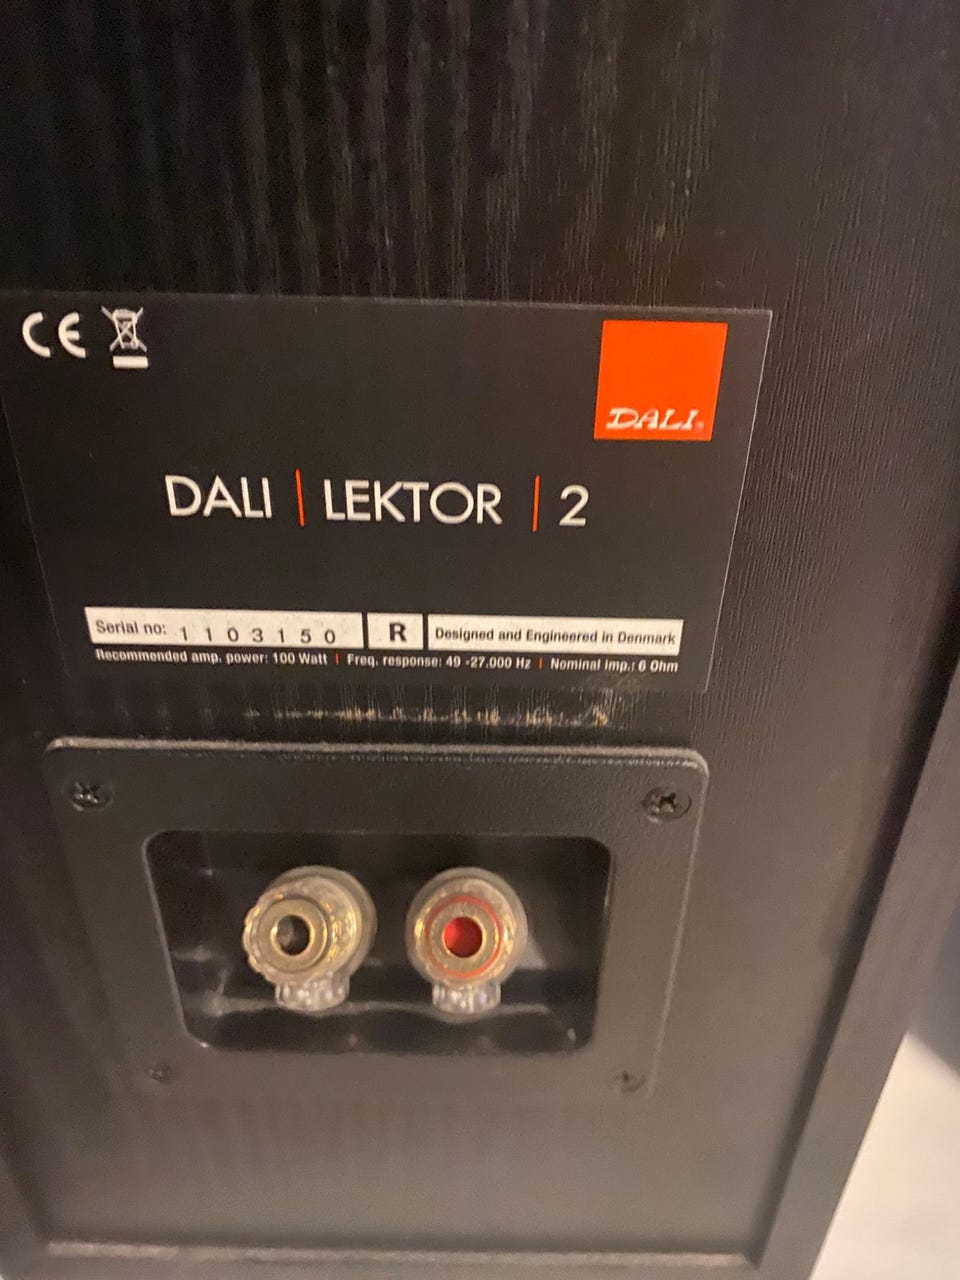 CE
DALI
DALI | LEKTOR | 2
Serial no: 1103150 R Designed and Engineered in Denmark
Recommended amp. power: 100 Watt | Freq. response: 49 -27.000 Hz | Nominal imp.: 6 Ohm